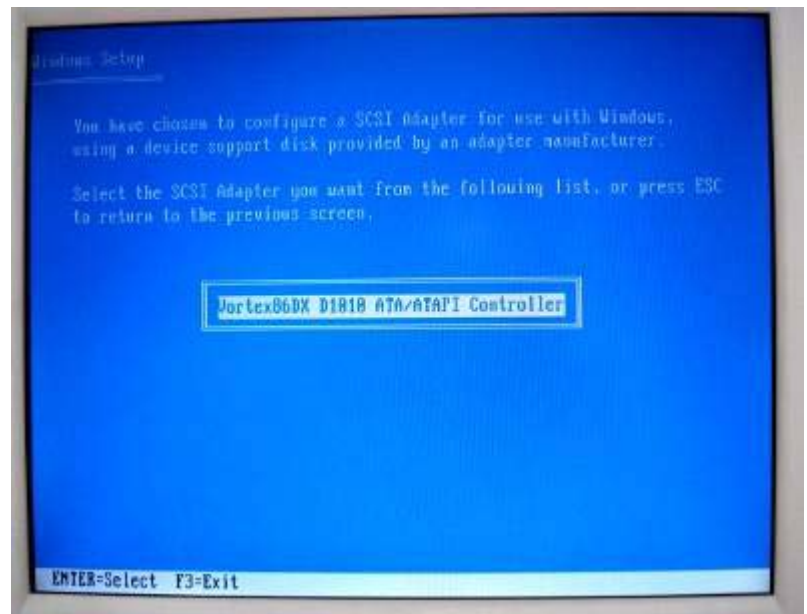 Windows Setup
You have chosen to configure a SCSI Adapter for use with Windows,
using a device support disk provided by an adapter manufacturer.
Select the SCSI Adapter you want from the following list, or press ESC
to return to the previous screen.
Vortex86DX D1010 ATA/ATAPI Controller
ENTER=Select F3=Exit